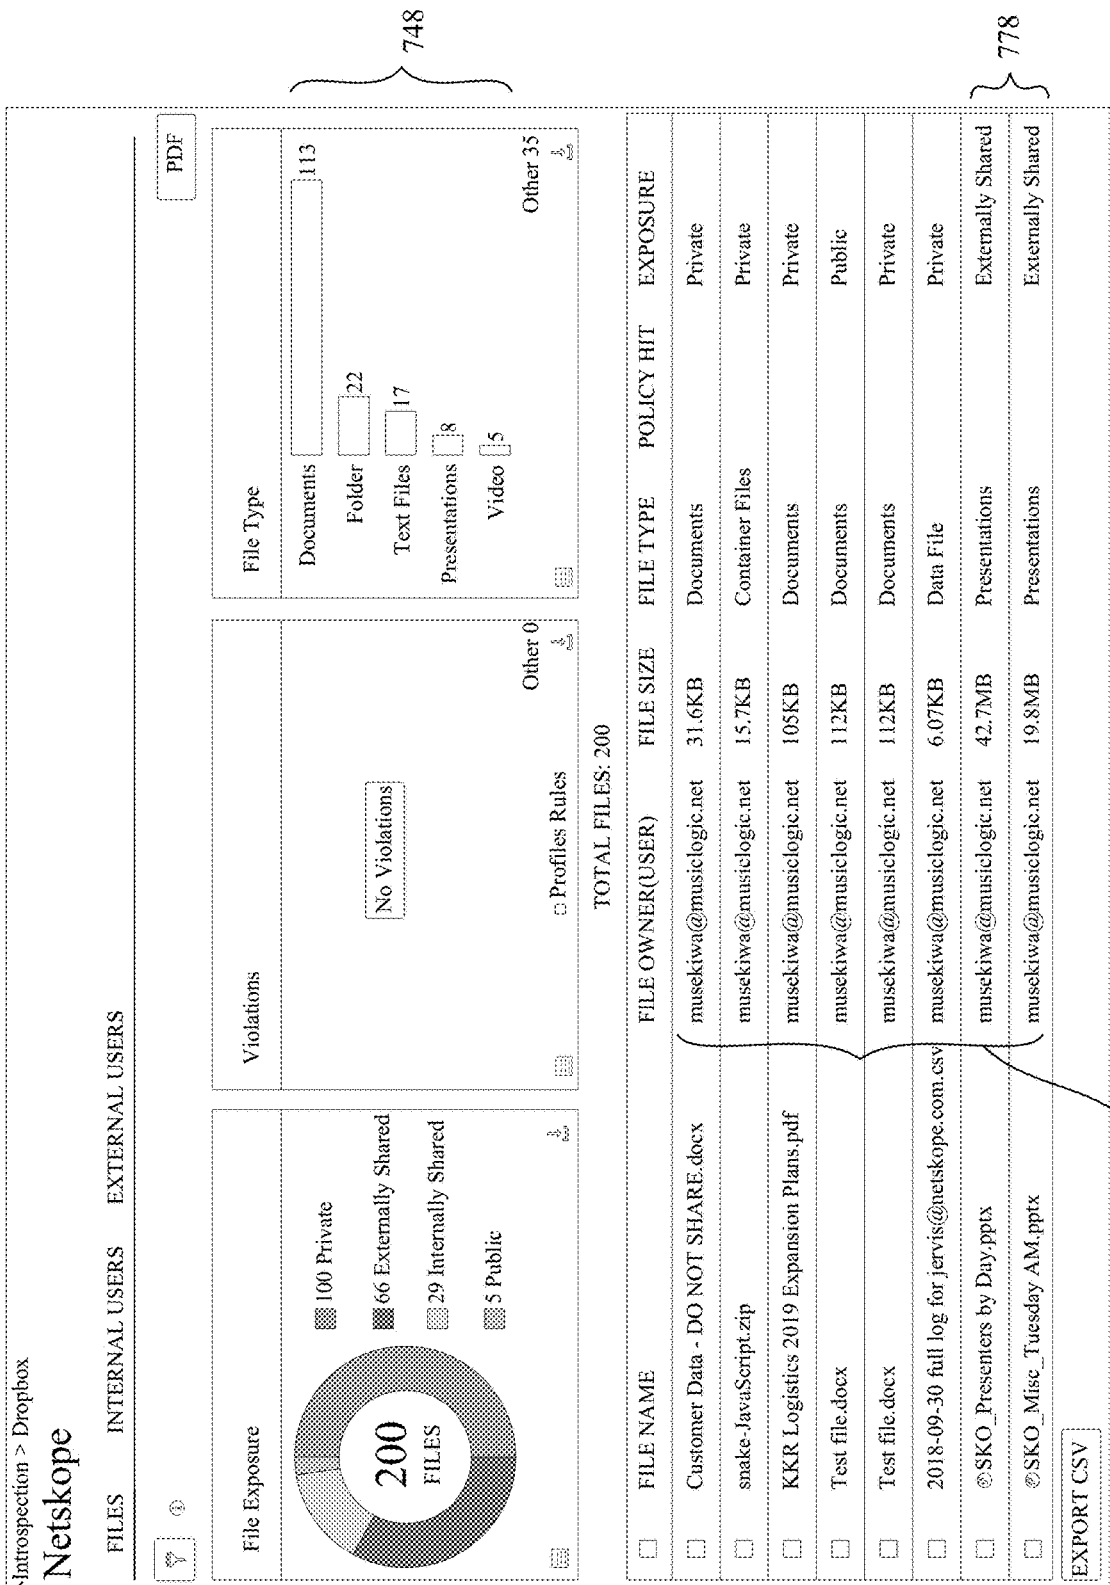 Introspection > Dropbox
Netskope
FILES INTERNAL USERS EXTERNAL USERS
PDF
File Exposure
200
FILES
100 Private
66 Externally Shared
29 Internally Shared
5 Public
Violations
No Violations
Profiles Rules
Other 0
File Type
Documents 113
Folder 22
Text Files 17
Presentations 8
Video 5
Other 35
748
TOTAL FILES: 200
FILE NAME FILE OWNER(USER) FILE SIZE FILE TYPE POLICY HIT EXPOSURE
Customer Data - DO NOT SHARE.docx musekiwa@musiclogic.net 31.6KB Documents Private
snake-JavaScript.zip musekiwa@musiclogic.net 15.7KB Container Files Private
KKR Logistics 2019 Expansion Plans.pdf musekiwa@musiclogic.net 105KB Documents Private
Test file.docx musekiwa@musiclogic.net 112KB Documents Public
Test file.docx musekiwa@musiclogic.net 112KB Documents Private
2018-09-30 full log for jervis@netskope.com.csv musekiwa@musiclogic.net 6.07KB Data File Private
SKO_Presenters by Day.pptx musekiwa@musiclogic.net 42.7MB Presentations Externally Shared
SKO_Misc_Tuesday AM.pptx musekiwa@musiclogic.net 19.8MB Presentations Externally Shared
778
EXPORT CSV